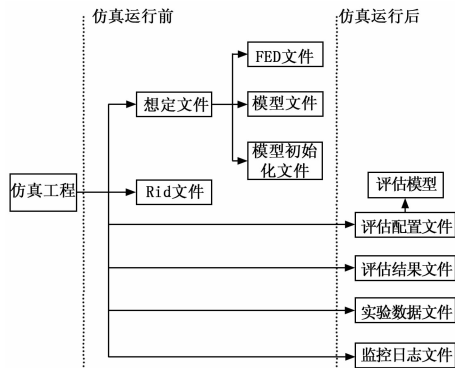 仿真运行前
仿真运行后
FED文件
想定文件
模型文件
模型初始
化文件
仿真工程
Rid文件
评估模型
评估配置文件
评估结果文件
实验数据文件
监控日志文件